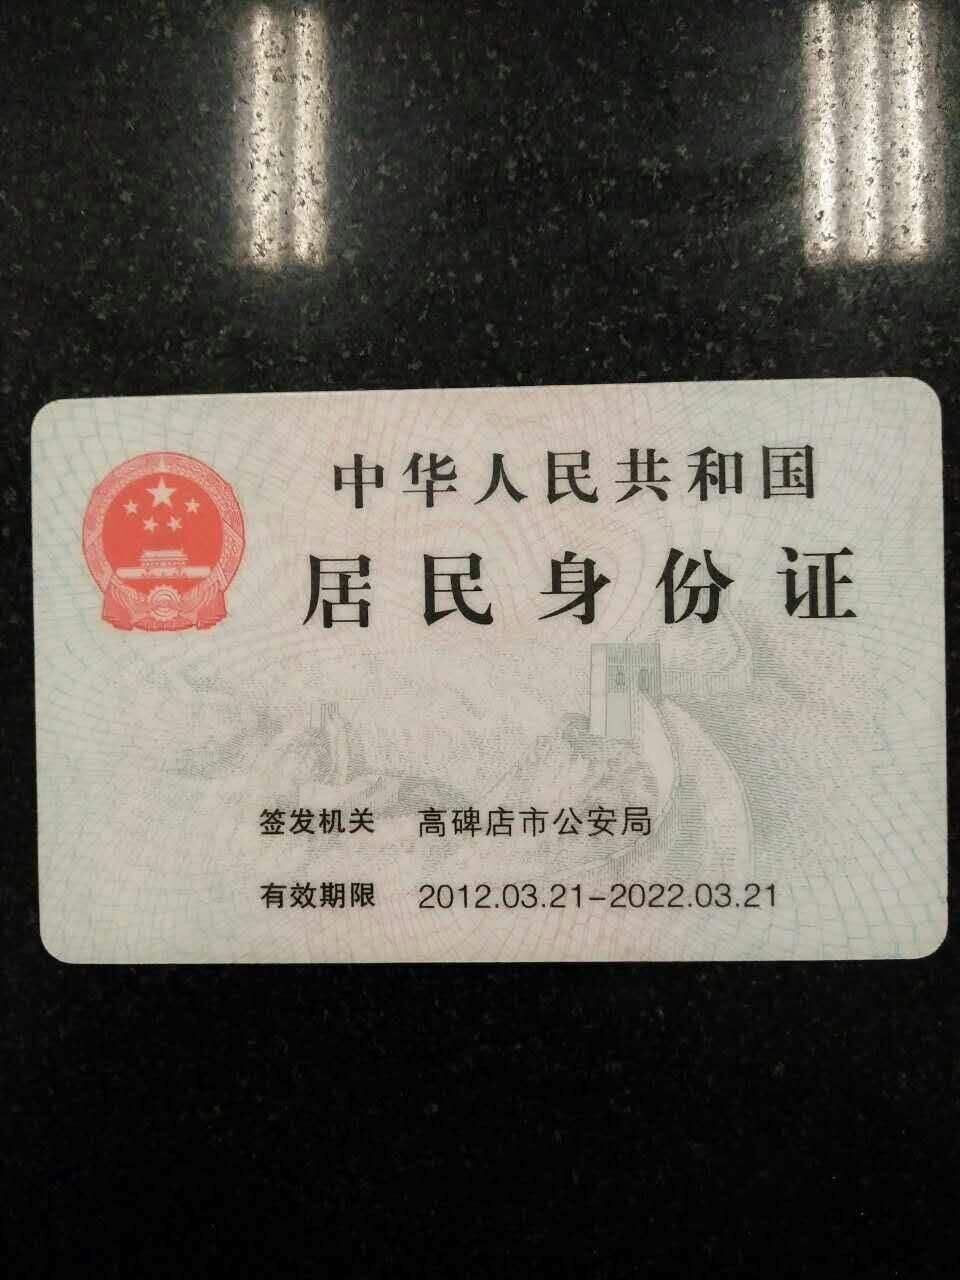 中华人民共和国
居民身份证
签发机关 高碑店市公安局
有效期限 2012.03.21-2022.03.21